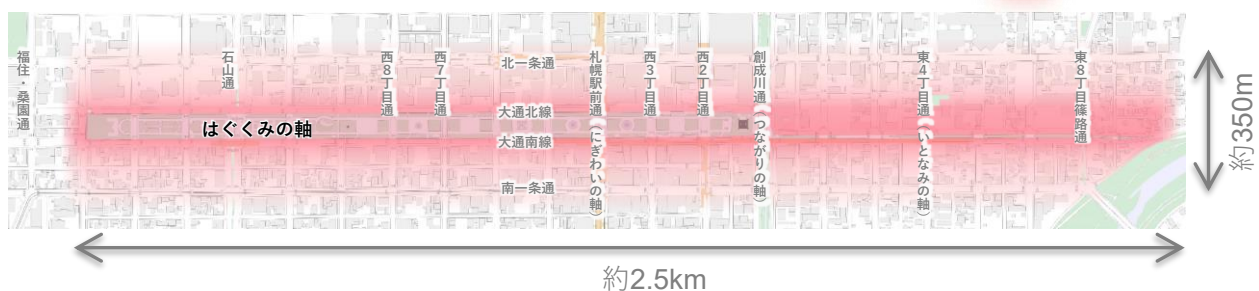 福住・桑園通
石山通
西8丁目通
西7丁目通
北一条通
札幌駅前通（にぎわいの軸）
西3丁目通
西2丁目通
創成川通（つながりの軸）
東4丁目通（いとなみの軸）
東8丁目篠路通
大通北線
はぐくみの軸
大通南線
南一条通
約350m
約2.5km